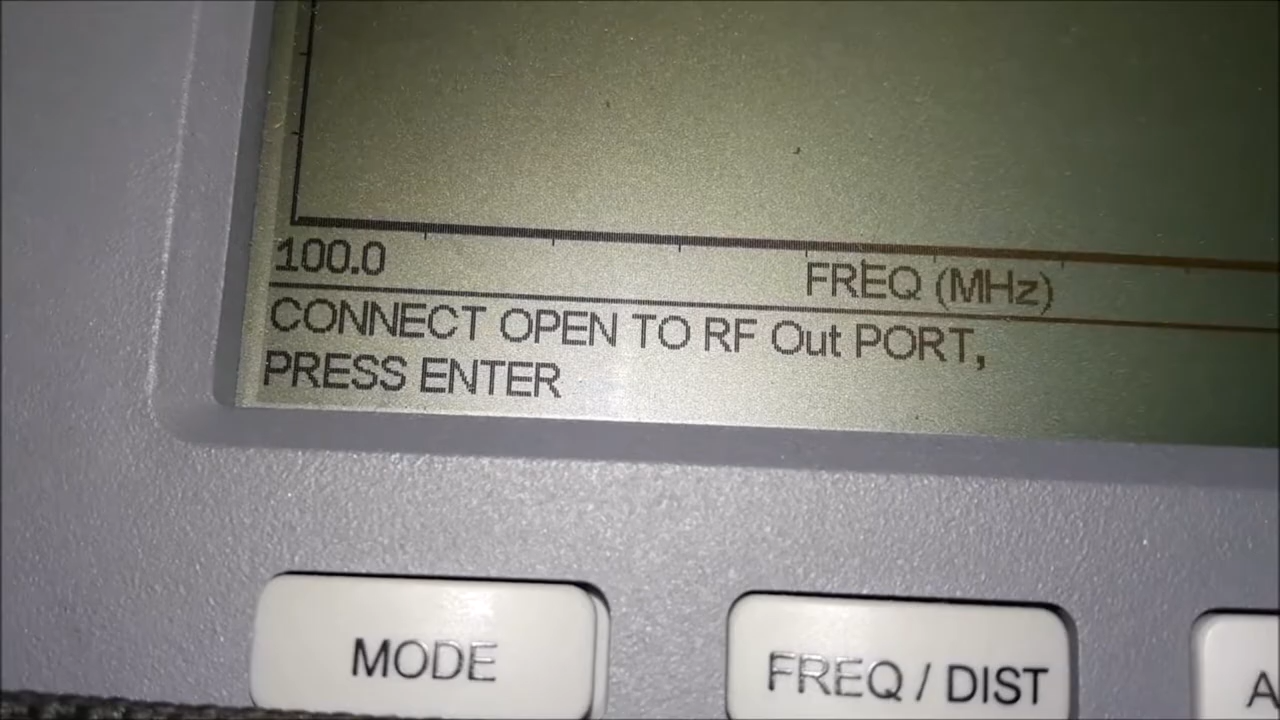 100.0
FREQ (MHz)
CONNECT OPEN TO RF Out PORT,
PRESS ENTER
MODE
FREQ / DIST